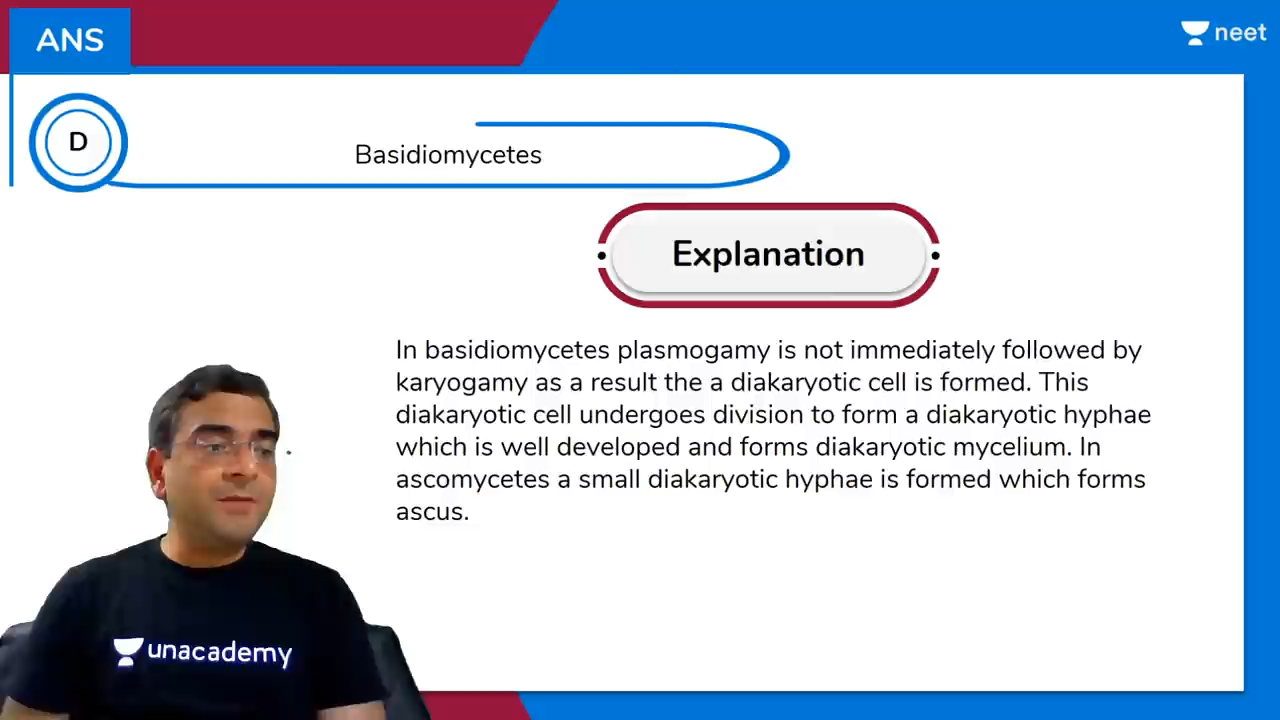 ANS
neet
D
Basidiomycetes
Explanation
In basidiomycetes plasmogamy is not immediately followed by
karyogamy as a result the a diakaryotic cell is formed. This
diakaryotic cell undergoes division to form a diakaryotic hyphae
which is well developed and forms diakaryotic mycelium. In
ascomycetes a small diakaryotic hyphae is formed which forms
ascus.
unacademy